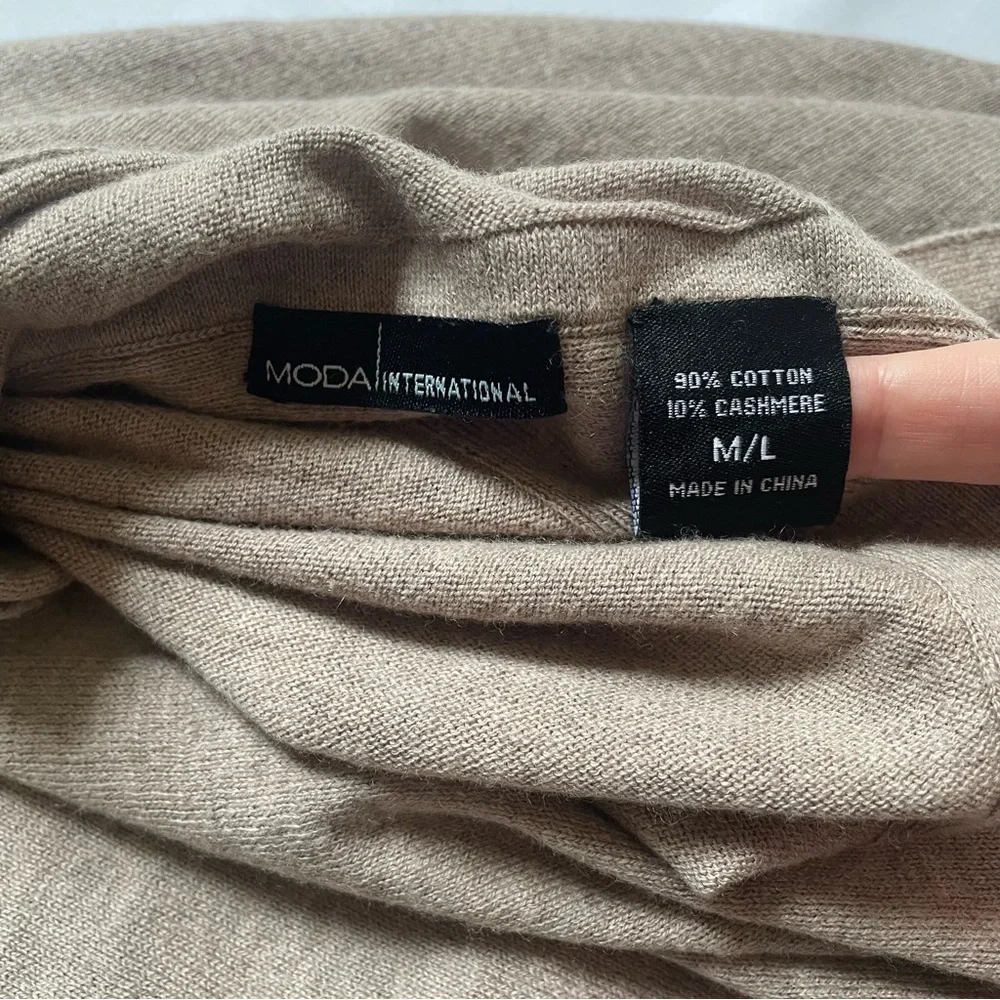 MODA INTERNATIONAL
90% COTTON
10% CASHMERE
M/L
MADE IN CHINA